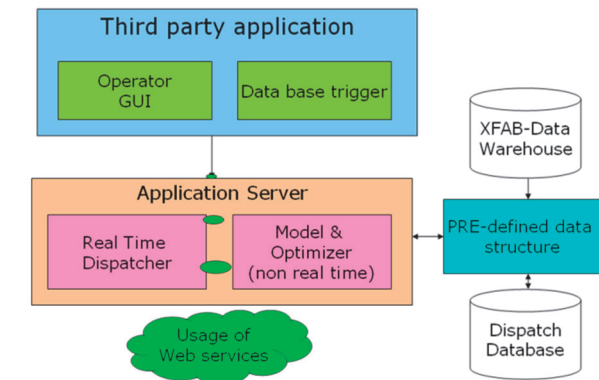 Third party application
Operator
GUI
Data base trigger
XFAB-Data
Warehouse
Application Server
Real Time
Dispatcher
Model &
Optimizer
(non real time)
PRE-defined data
structure
Usage of
Web services
Dispatch
Database